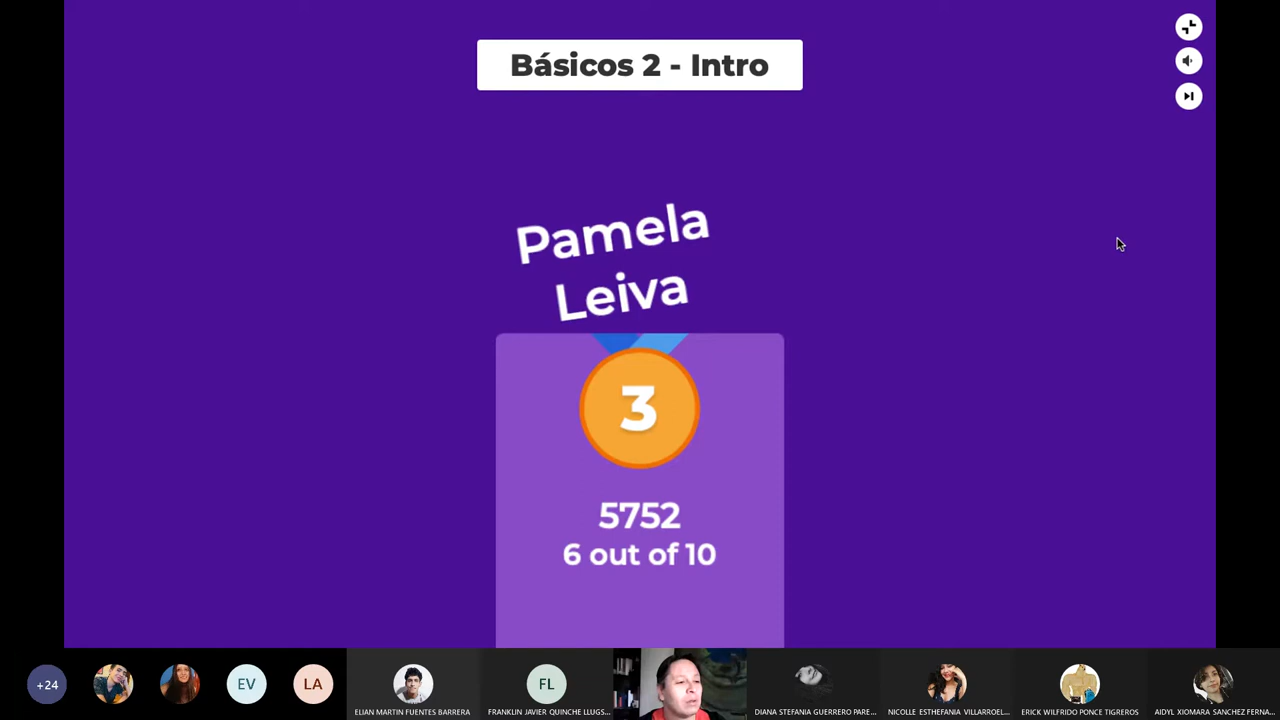 Básicos 2 - Intro
Pamela
Leiva
3
5752
6 out of 10
+24
EV
LA
FL
ELIAN MARTIN FUENTES BARRERA
FRANKLIN JAVIER QUINCHE LLUGS...
DIANA STEFANIA GUERRERO PARE...
NICOLLE ESTHEFANIA VILLARROEL...
ERICK WILFRIDO PONCE TIGREROS
AIDYL XIOMARA SANCHEZ FERNA...